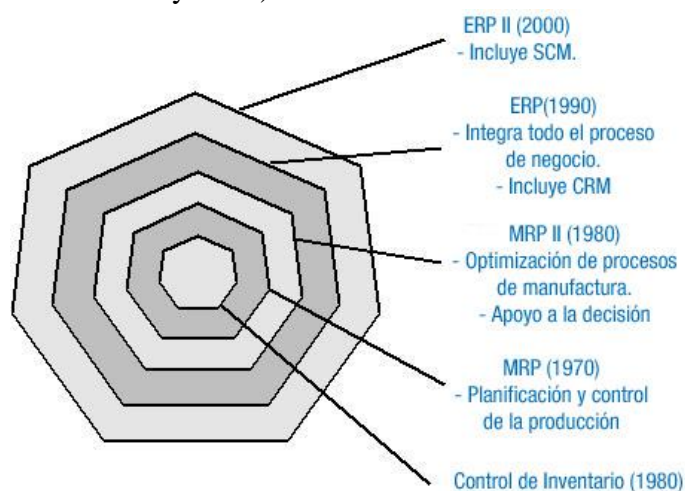 ERP II (2000)
- Incluye SCM.
ERP(1990)
- Integra todo el proceso
de negocio.
- Incluye CRM
MRP II (1980)
- Optimización de procesos
de manufactura.
- Apoyo a la decisión
MRP (1970)
- Planificación y control
de la producción
Control de Inventario (1980)